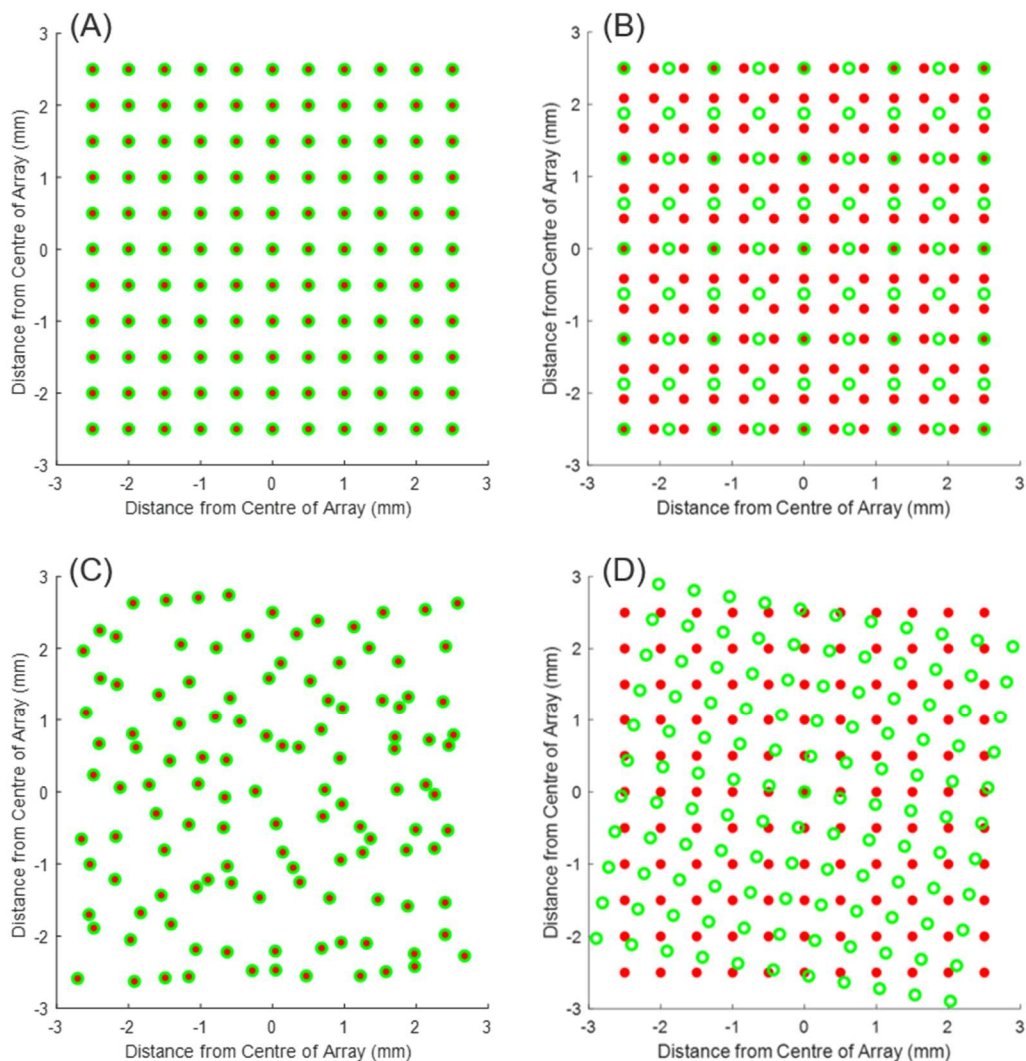 (A)
3
2
1
0
-1
-2
-3
Distance from Centre of Array (mm)
-3 -2 -1 0 1 2 3
Distance from Centre of Array (mm)
(B)
3
2
1
0
-1
-2
-3
Distance from Centre of Array (mm)
-3 -2 -1 0 1 2 3
Distance from Centre of Array (mm)
(C)
3
2
1
0
-1
-2
-3
Distance from Centre of Array (mm)
-3 -2 -1 0 1 2 3
Distance from Centre of Array (mm)
(D)
3
2
1
0
-1
-2
-3
Distance from Centre of Array (mm)
-3 -2 -1 0 1 2 3
Distance from Centre of Array (mm)